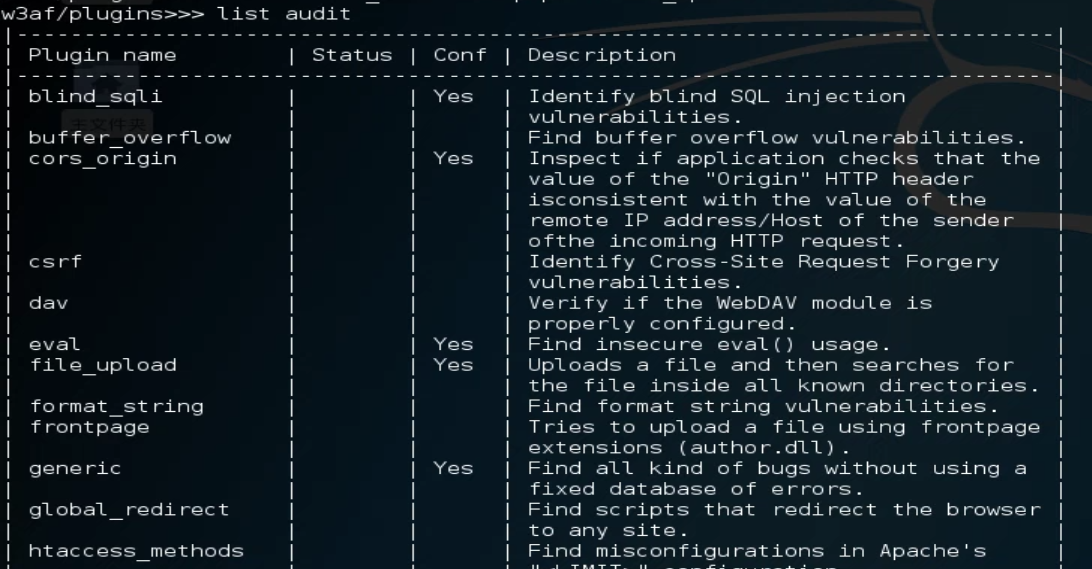 w3af/plugins>>> list audit
|-----------------------------------------------------------------------------|
| Plugin name | Status | Conf | Description |
|-----------------------------------------------------------------------------|
| blind_sqli | | Yes | Identify blind SQL injection |
| | | | vulnerabilities. |
| buffer_overflow | | | Find buffer overflow vulnerabilities. |
| cors_origin | | Yes | Inspect if application checks that the |
| | | | value of the "Origin" HTTP header |
| | | | isconsistent with the value of the |
| | | | remote IP address/Host of the sender |
| | | | ofthe incoming HTTP request. |
| csrf | | | Identify Cross-Site Request Forgery |
| | | | vulnerabilities. |
| dav | | | Verify if the WebDAV module is |
| | | | properly configured. |
| eval | | Yes | Find insecure eval() usage. |
| file_upload | | Yes | Uploads a file and then searches for |
| | | | the file inside all known directories. |
| format_string | | | Find format string vulnerabilities. |
| frontpage | | | Tries to upload a file using frontpage |
| | | | extensions (author.dll). |
| generic | | Yes | Find all kind of bugs without using a |
| | | | fixed database of errors. |
| global_redirect | | | Find scripts that redirect the browser |
| | | | to any site. |
| htaccess_methods | | | Find misconfigurations in Apache's |